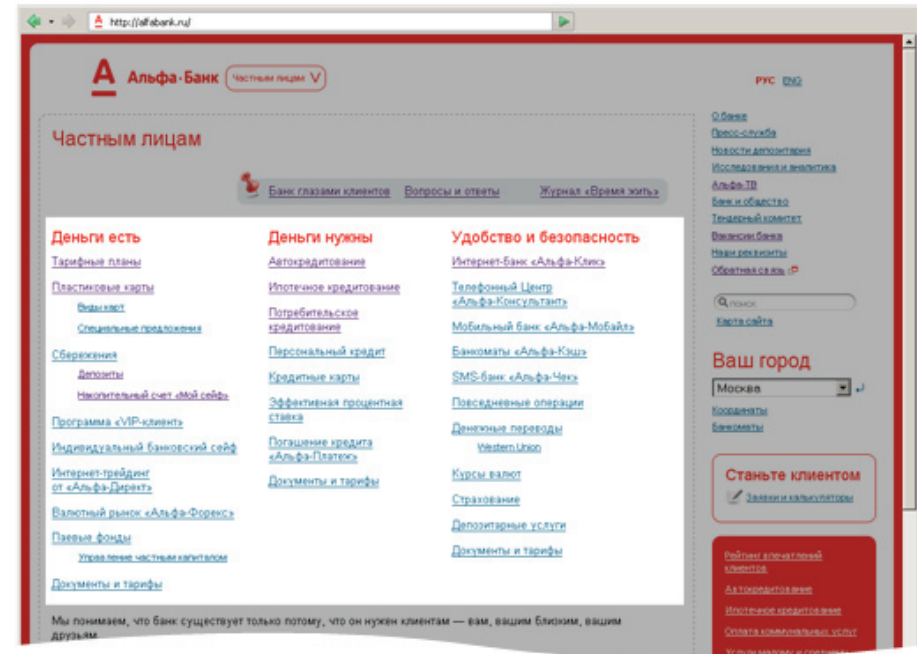 http://alfabank.ru/
А Альфа·Банк
Частным лицам V
РУС ENG
Частным лицам
Банк глазами клиентов Вопросы и ответы Журнал «Время жить»
Деньги есть
Тарифные планы
Пластиковые карты
Виды карт
Специальные предложения
Сбережения
Депозиты
Накопительный счет «Мой сейф»
Программа «VIP-клиент»
Индивидуальный банковский сейф
Интернет-трейдинг
от «Альфа-Директ»
Валютный рынок «Альфа-Форекс»
Паевые фонды
Управление частным капиталом
Документы и тарифы
Деньги нужны
Автокредитование
Ипотечное кредитование
Потребительское
кредитование
Персональный кредит
Кредитные карты
Эффективная процентная
ставка
Погашение кредита
«Альфа-Платеж»
Документы и тарифы
Удобство и безопасность
Интернет-Банк «Альфа-Клик»
Телефонный Центр
«Альфа-Консультант»
Мобильный банк «Альфа-Мобайл»
Банкоматы «Альфа-Кэш»
SMS-банк «Альфа-Чек»
Повседневные операции
Денежные переводы
Western Union
Курсы валют
Страхование
Депозитарные услуги
Документы и тарифы
Мы понимаем, что банк существует только потому, что он нужен клиентам — вам, вашим близким, вашим
друзьям
О банке
Пресс-служба
Новости депозитария
Исследования и аналитика
Альфа-ТВ
Банк и общество
Тендерный комитет
Вакансии банка
Наши реквизиты
Обратная связь
поиск
Карта сайта
Ваш город
Москва
Координаты
Банкоматы
Станьте клиентом
Заявки и калькуляторы
Рейтинг впечатлений
клиентов
Автокредитование
Ипотечное кредитование
Оплата коммунальных услуг
Услуги малому и среднему